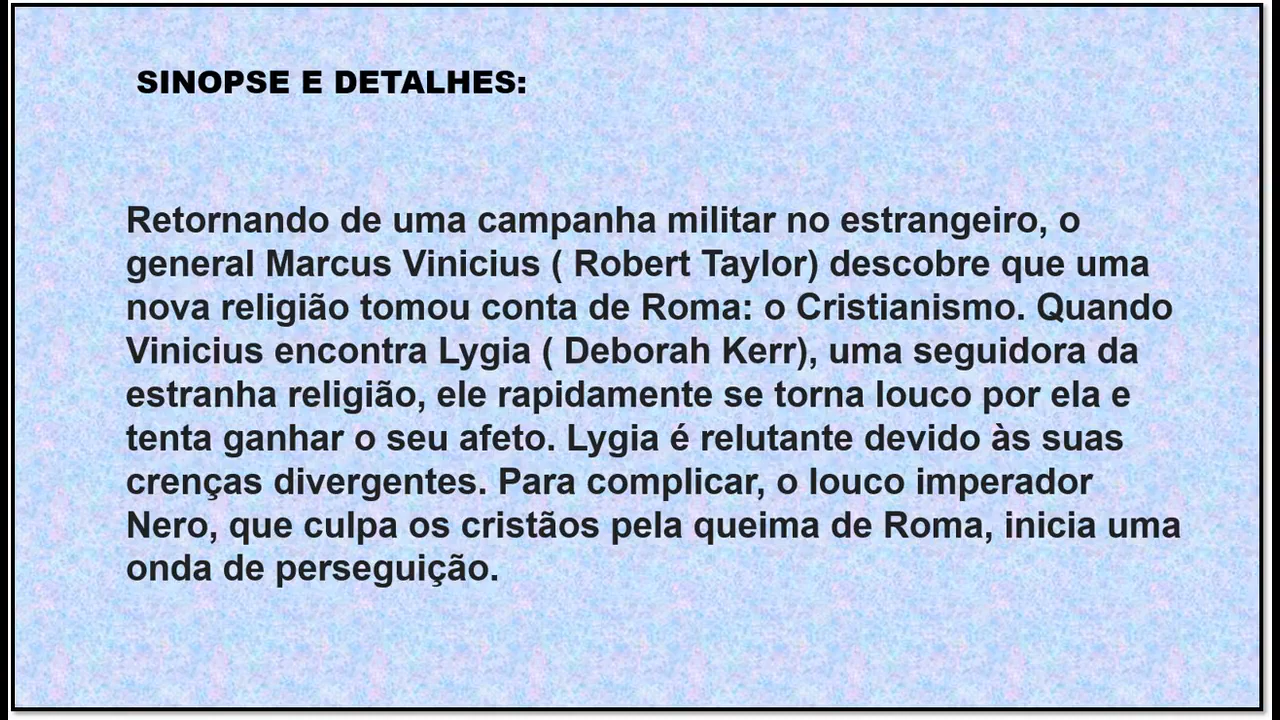 SINOPSE E DETALHES:
Retornando de uma campanha militar no estrangeiro, o
general Marcus Vinicius ( Robert Taylor) descobre que uma
nova religião tomou conta de Roma: o Cristianismo. Quando
Vinicius encontra Lygia ( Deborah Kerr), uma seguidora da
estranha religião, ele rapidamente se torna louco por ela e
tenta ganhar o seu afeto. Lygia é relutante devido às suas
crenças divergentes. Para complicar, o louco imperador
Nero, que culpa os cristãos pela queima de Roma, inicia uma
onda de perseguição.